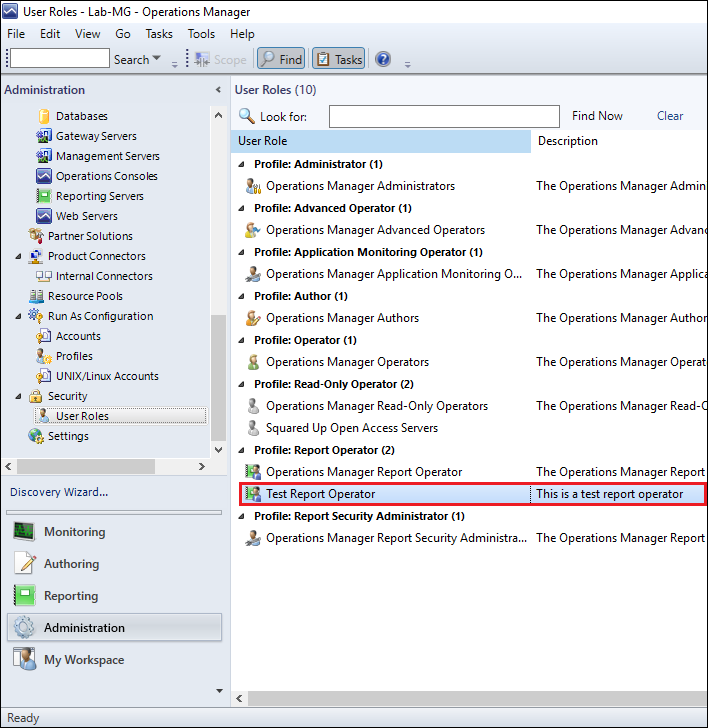 User Roles - Lab-MG - Operations Manager
File Edit View Go Tasks Tools Help
Search Scope Find Tasks
Administration
Databases
Gateway Servers
Management Servers
Operations Consoles
Reporting Servers
Web Servers
Partner Solutions
Product Connectors
Internal Connectors
Resource Pools
Run As Configuration
Accounts
Profiles
UNIX/Linux Accounts
Security
User Roles
Settings
Discovery Wizard...
Monitoring
Authoring
Reporting
Administration
My Workspace
User Roles (10)
Look for: Find Now Clear
User Role Description
Profile: Administrator (1)
Operations Manager Administrators The Operations Manager Admin
Profile: Advanced Operator (1)
Operations Manager Advanced Operators The Operations Manager Advanc
Profile: Application Monitoring Operator (1)
Operations Manager Application Monitoring O... The Operations Manager Applica
Profile: Author (1)
Operations Manager Authors The Operations Manager Author
Profile: Operator (1)
Operations Manager Operators The Operations Manager Operat
Profile: Read-Only Operator (2)
Operations Manager Read-Only Operators The Operations Manager Read-O
Squared Up Open Access Servers
Profile: Report Operator (2)
Operations Manager Report Operator The Operations Manager Report
Test Report Operator This is a test report operator
Profile: Report Security Administrator (1)
Operations Manager Report Security Administra... The Operations Manager Report
Ready